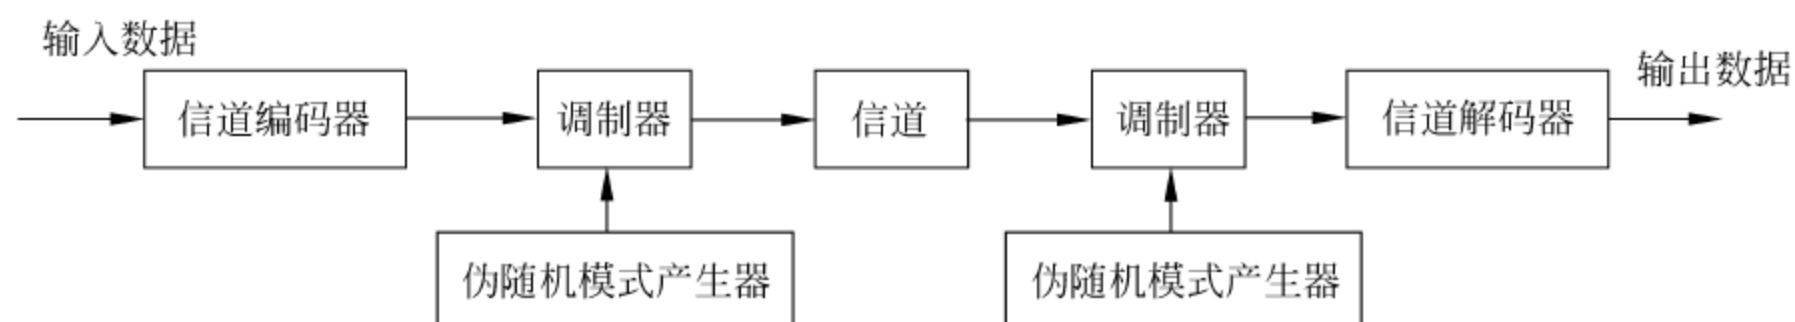 输入数据
输出数据
信道编码器
调制器
信道
调制器
信道解码器
伪随机模式产生器
伪随机模式产生器